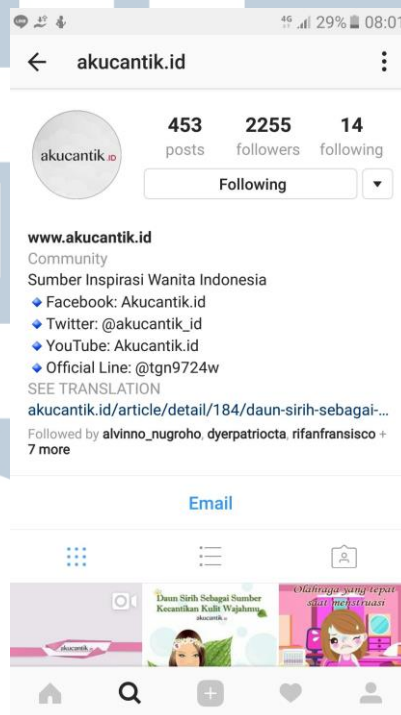 4G 29% 08:01
akucantik.id
453 2255 14
posts followers following
akucantik.ID
Following
www.akucantik.id
Community
Sumber Inspirasi Wanita Indonesia
Facebook: Akucantik.id
Twitter: @akucantik_id
YouTube: Akucantik.id
Official Line: @tgn9724w
SEE TRANSLATION
akucantik.id/article/detail/184/daun-sirih-sebagai-...
Followed by alvinno_nugroho, dyerpatriocta, rifanfransisco +
7 more
Email
akucantik
Daun Sirih Sebagai Sumber
Kecantikan Kulit Wajahmu
akucantik
Olahraga yang tepat
saat menstruasi